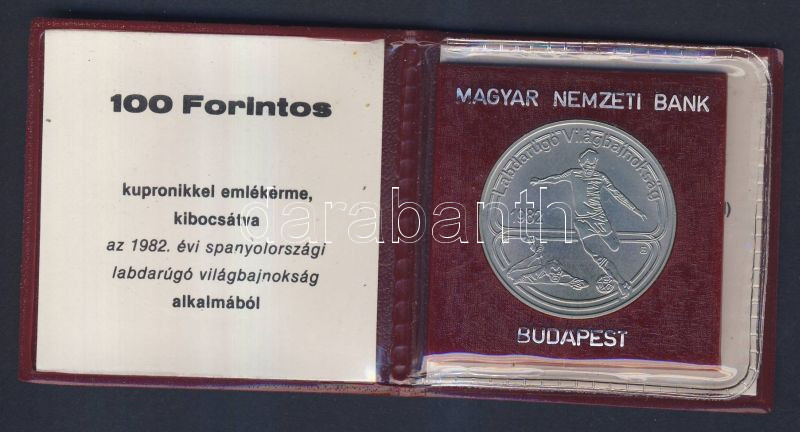 100 Forintos
kupronikkel emlékérme,
kibocsátva
az 1982. évi spanyolországi
labdarúgó világbajnokság
alkalmából
MAGYAR NEMZETI BANK
Labdarúgó Világbajnokság
1982
BUDAPEST
darabanth